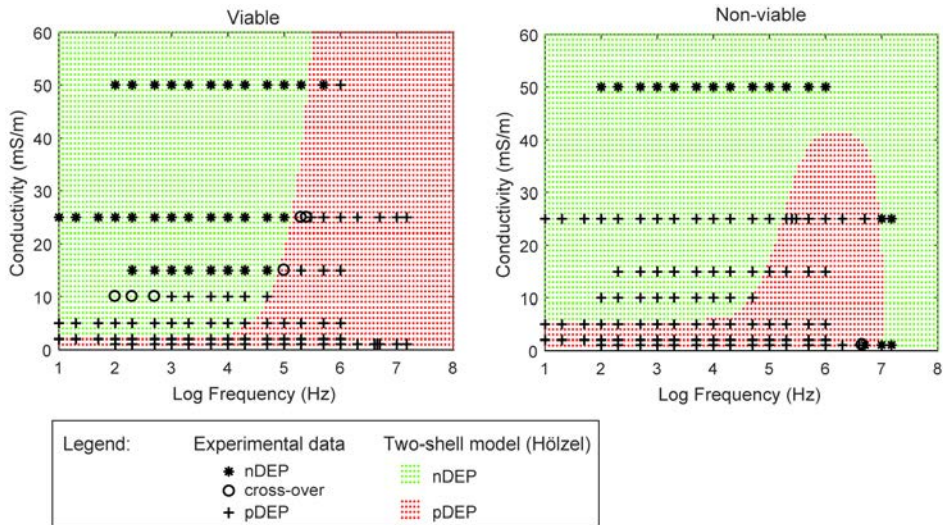 Viable
60
50
40
30
20
10
0
Conductivity (mS/m)
1 2 3 4 5 6 7 8
Log Frequency (Hz)
Non-viable
60
50
40
30
20
10
0
Conductivity (mS/m)
1 2 3 4 5 6 7 8
Log Frequency (Hz)
Legend: Experimental data Two-shell model (Hölzel)
nDEP nDEP
cross-over
pDEP pDEP